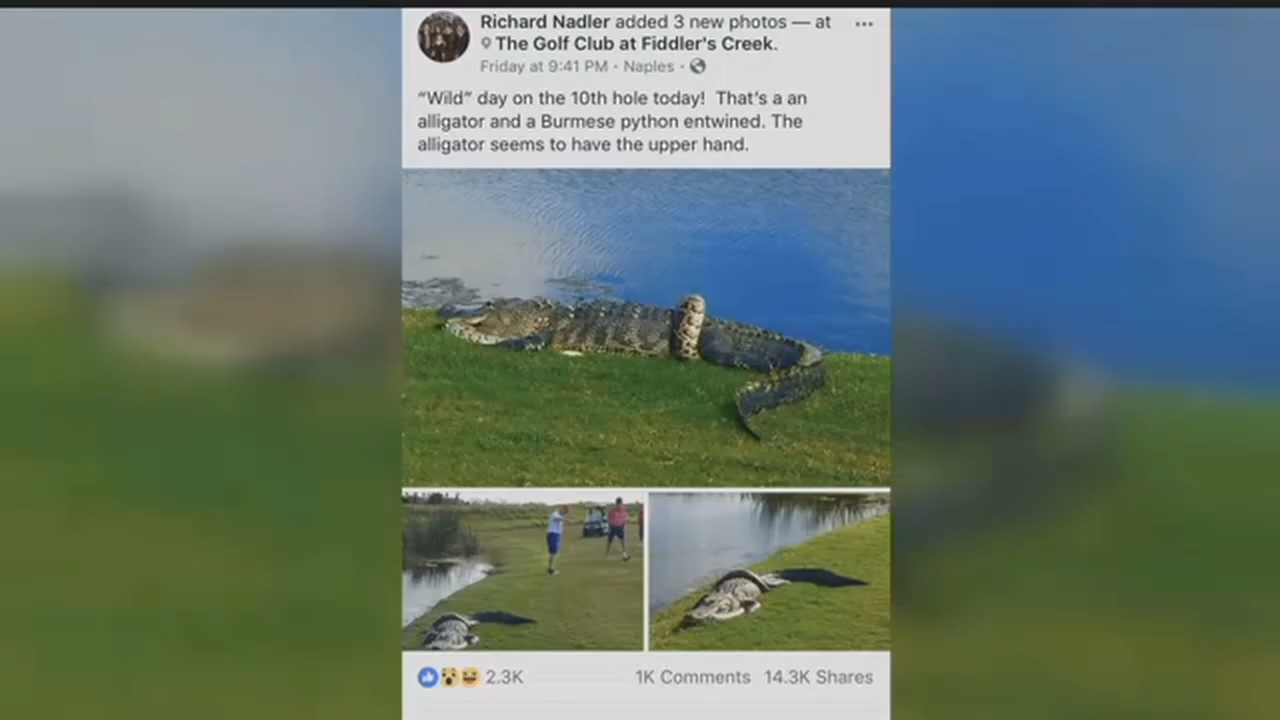 Richard Nadler added 3 new photos — at
The Golf Club at Fiddler's Creek.
Friday at 9:41 PM · Naples ·
“Wild” day on the 10th hole today! That's a an
alligator and a Burmese python entwined. The
alligator seems to have the upper hand.
2.3K 1K Comments 14.3K Shares